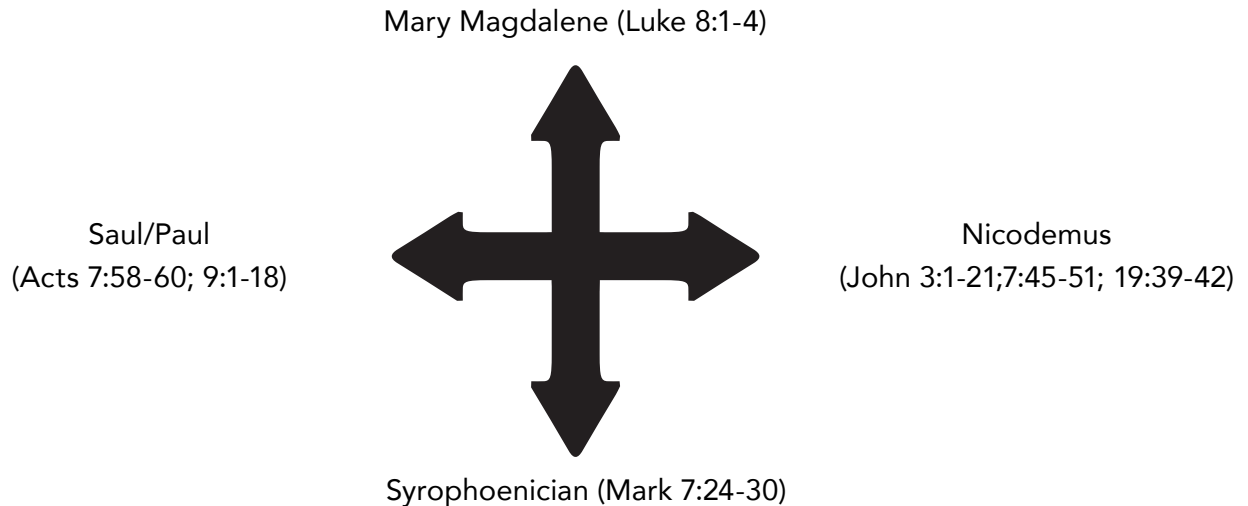 Mary Magdalene (Luke 8:1-4)
Saul/Paul
(Acts 7:58-60; 9:1-18)
Nicodemus
(John 3:1-21;7:45-51; 19:39-42)
Syrophoenician (Mark 7:24-30)